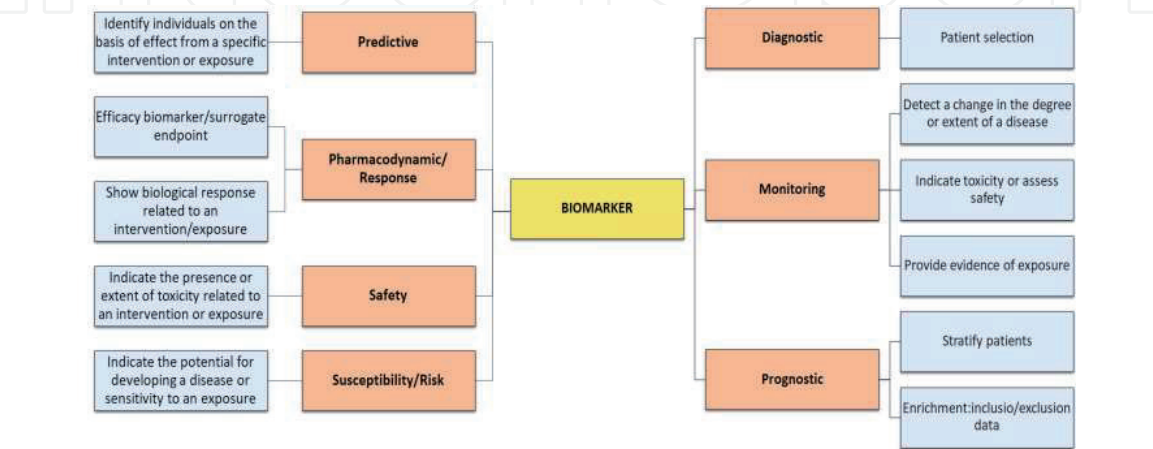 Identify individuals on the
basis of effect from a specific
intervention or exposure
Predictive
Efficacy biomarker/surrogate
endpoint
Pharmacodynamic/
Response
Show biological response
related to an
intervention/exposure
Indicate the presence or
extent of toxicity related to
an intervention or exposure
Safety
Indicate the potential for
developing a disease or
sensitivity to an exposure
Susceptibility/Risk
BIOMARKER
Diagnostic
Patient selection
Monitoring
Detect a change in the degree
or extent of a disease
Indicate toxicity or assess
safety
Provide evidence of exposure
Prognostic
Stratify patients
Enrichment:inclusio/exclusion
data